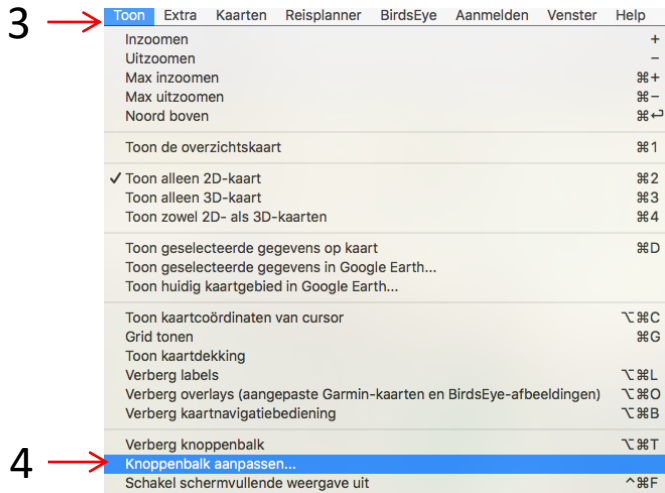 3 Toon Extra Kaarten Reisplanner BirdsEye Aanmelden Venster Help
Inzoomen +
Uitzoomen −
Max inzoomen ⌘+
Max uitzoomen ⌘−
Noord boven ⌘↩
Toon de overzichtskaart ⌘1
✓ Toon alleen 2D-kaart ⌘2
Toon alleen 3D-kaart ⌘3
Toon zowel 2D- als 3D-kaarten ⌘4
Toon geselecteerde gegevens op kaart ⌘D
Toon geselecteerde gegevens in Google Earth...
Toon huidig kaartgebied in Google Earth...
Toon kaartcoördinaten van cursor ⌥⌘C
Grid tonen ⌘G
Toon kaartdekking
Verberg labels ⌥⌘L
Verberg overlays (aangepaste Garmin-kaarten en BirdsEye-afbeeldingen) ⌥⌘O
Verberg kaartnavigatiebediening ⌥⌘B
Verberg knoppenbalk ⌥⌘T
4 Knoppenbalk aanpassen...
Schakel schermvullende weergave uit ^⌘F